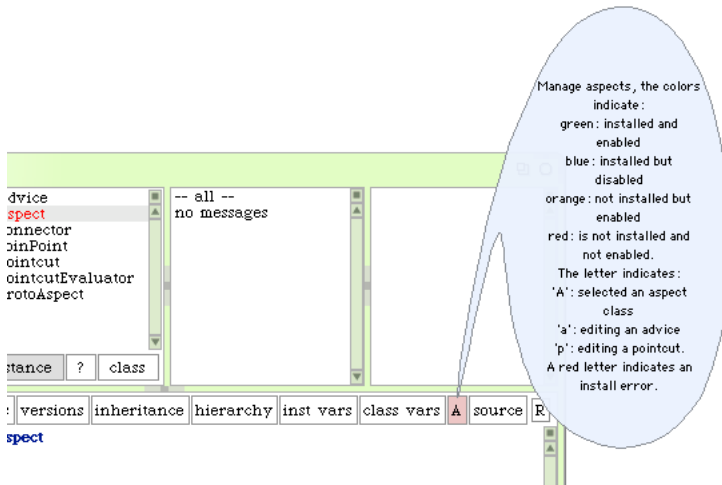 Manage aspects, the colors
indicate:
green: installed and
enabled
blue: installed but
disabled
orange: not installed but
enabled
red: is not installed and
not enabled.
The letter indicates:
'A': selected an aspect
class
'a': editing an advice
'p': editing a pointcut.
A red letter indicates an
install error.
dvice
spect
onnector
oinPoint
ointcut
ointcutEvaluator
rotoAspect
-- all --
no messages
stance ? class
versions inheritance hierarchy inst vars class vars A source R
spect